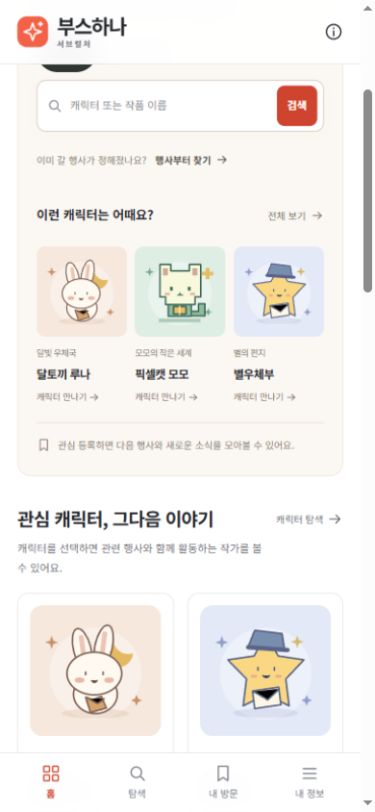 부스하나
서브컬처
캐릭터 또는 작품 이름
검색
이미 갈 행사가 정해졌나요? 행사부터 찾기 →
이런 캐릭터는 어때요?
전체 보기 →
달빛 우체국
모모의 작은 세계
별의 편지
달토끼 루나
픽셀캣 모모
별우체부
캐릭터 만나기 →
캐릭터 만나기 →
캐릭터 만나기 →
관심 등록하면 다음 행사와 새로운 소식을 모아볼 수 있어요.
관심 캐릭터, 그다음 이야기
캐릭터 탐색 →
캐릭터를 선택하면 관련 행사와 함께 활동하는 작가를 볼
수 있어요.
홈
탐색
내 방문
내 정보